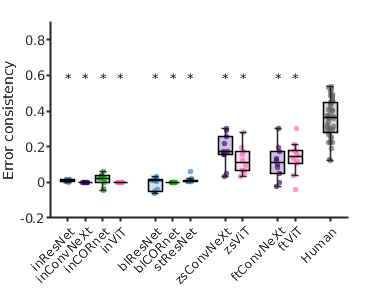 Error consistency
0.8
0.6
0.4
0.2
0
-0.2
* * * * * * * * * * *
inResNet
inConvNeXt
inCORnet
inViT
blResNet
blCORnet
stResNet
zsConvNeXt
zsViT
ftConvNeXt
ftViT
Human